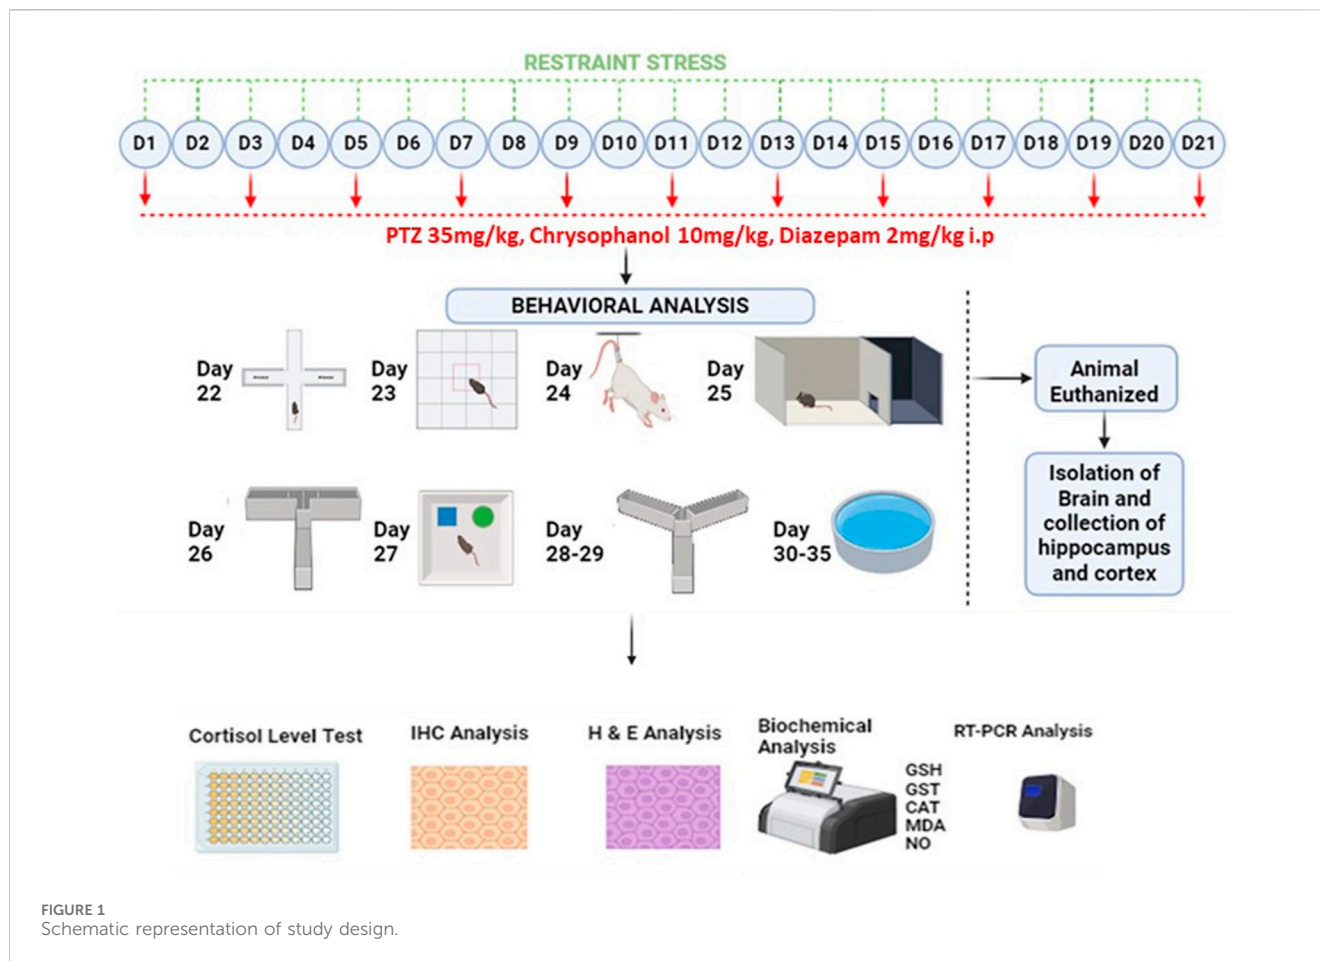 RESTRAINT STRESS
D1 D2 D3 D4 D5 D6 D7 D8 D9 D10 D11 D12 D13 D14 D15 D16 D17 D18 D19 D20 D21
PTZ 35mg/kg, Chrysophanol 10mg/kg, Diazepam 2mg/kg i.p
BEHAVIORAL ANALYSIS
Day
22
Day
23
Day
24
Day
25
Animal
Euthanized
Day
26
Day
27
Day
28-29
Day
30-35
Isolation of
Brain and
collection of
hippocampus
and cortex
Cortisol Level Test
IHC Analysis
H & E Analysis
Biochemical
Analysis
GSH
GST
CAT
MDA
NO
RT-PCR Analysis
FIGURE 1
Schematic representation of study design.